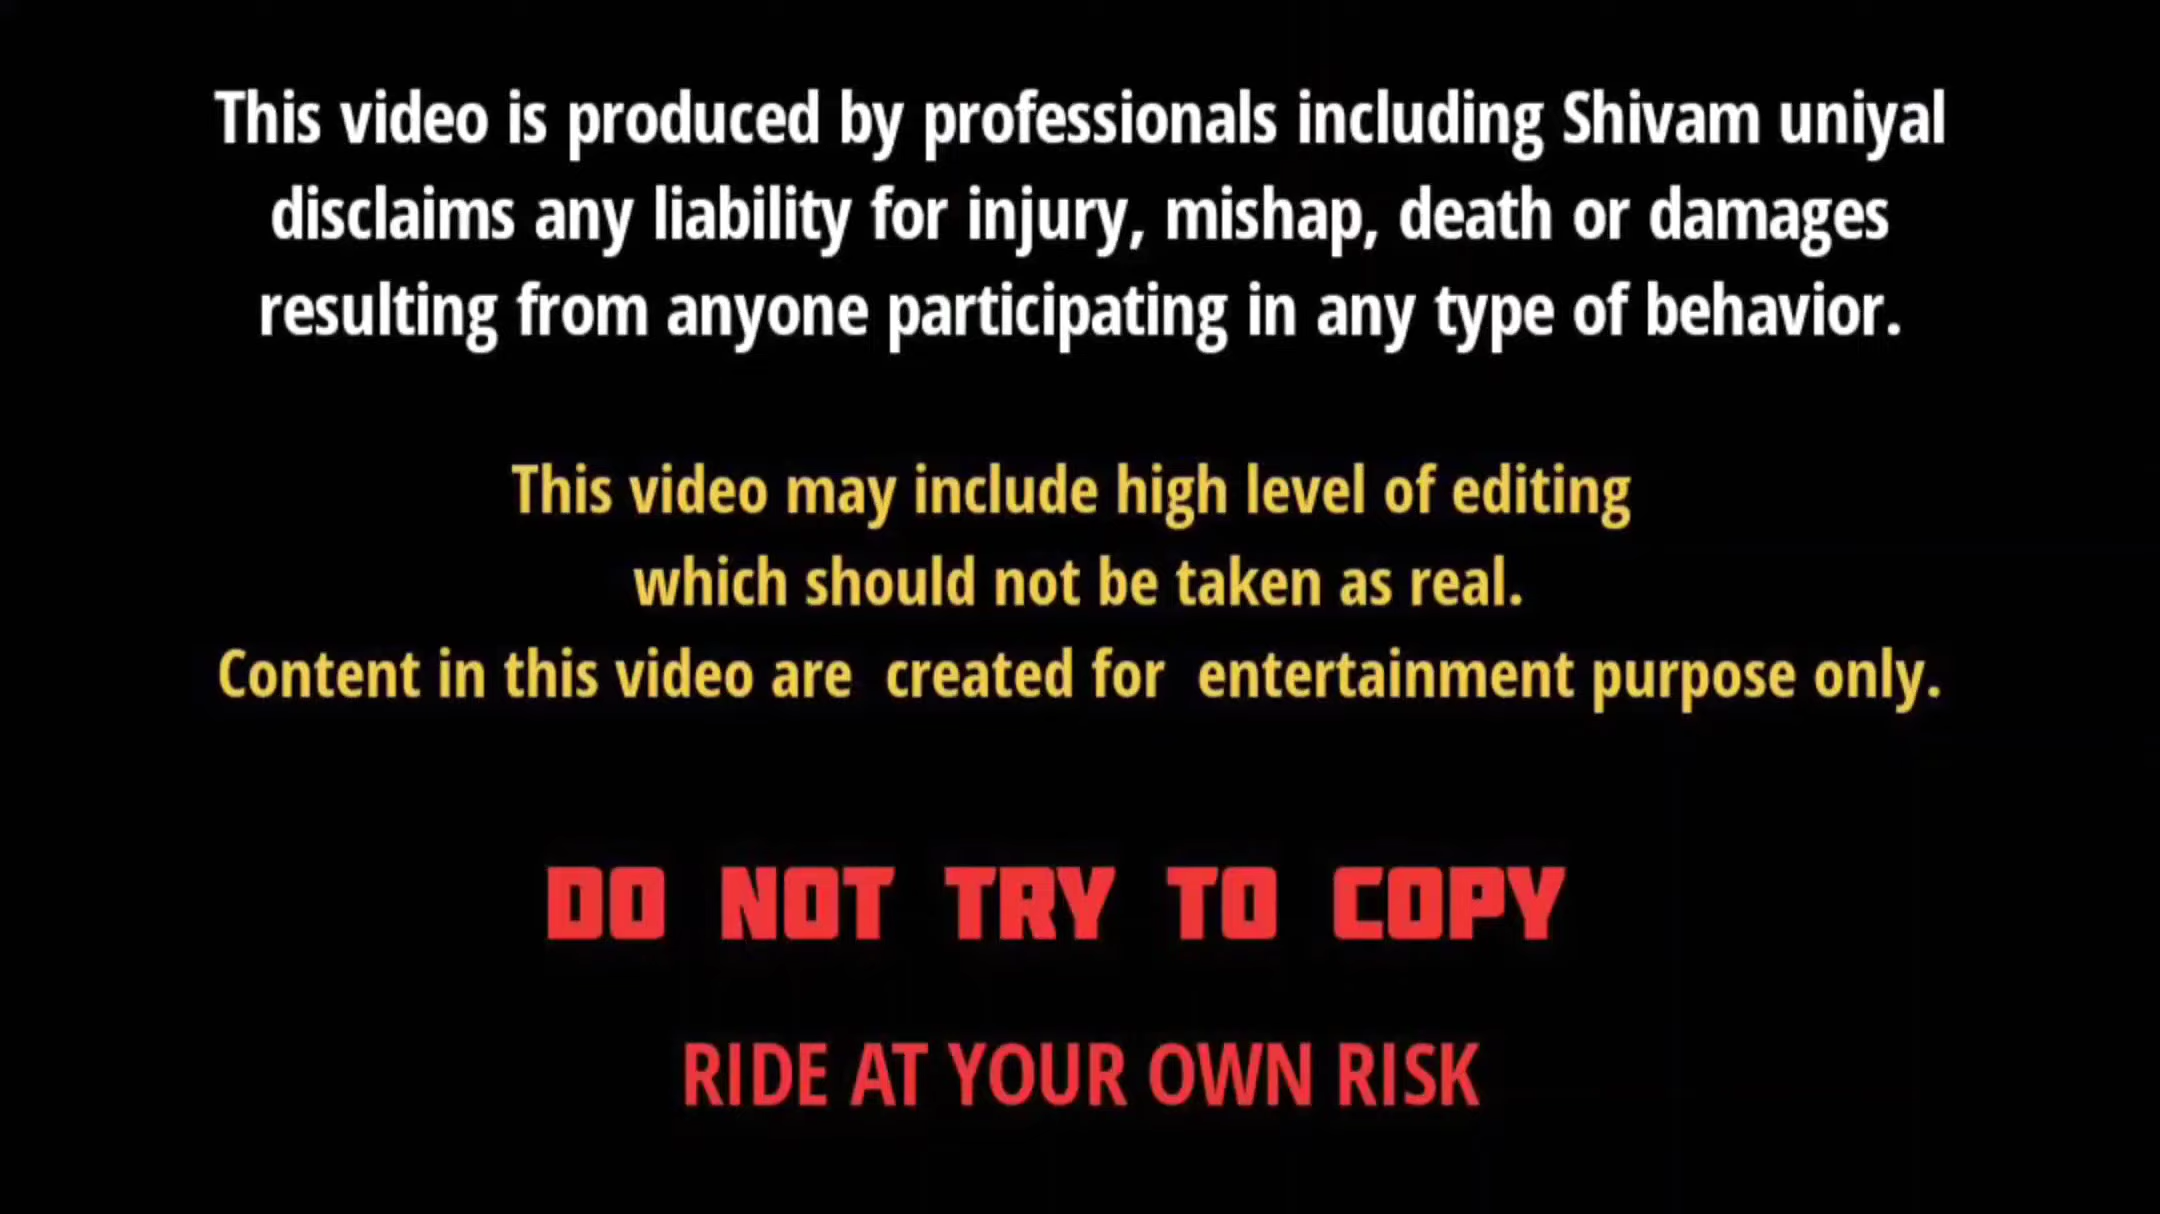 This video is produced by professionals including Shivam uniyal
disclaims any liability for injury, mishap, death or damages
resulting from anyone participating in any type of behavior.
This video may include high level of editing
which should not be taken as real.
Content in this video are created for entertainment purpose only.
DO NOT TRY TO COPY
RIDE AT YOUR OWN RISK